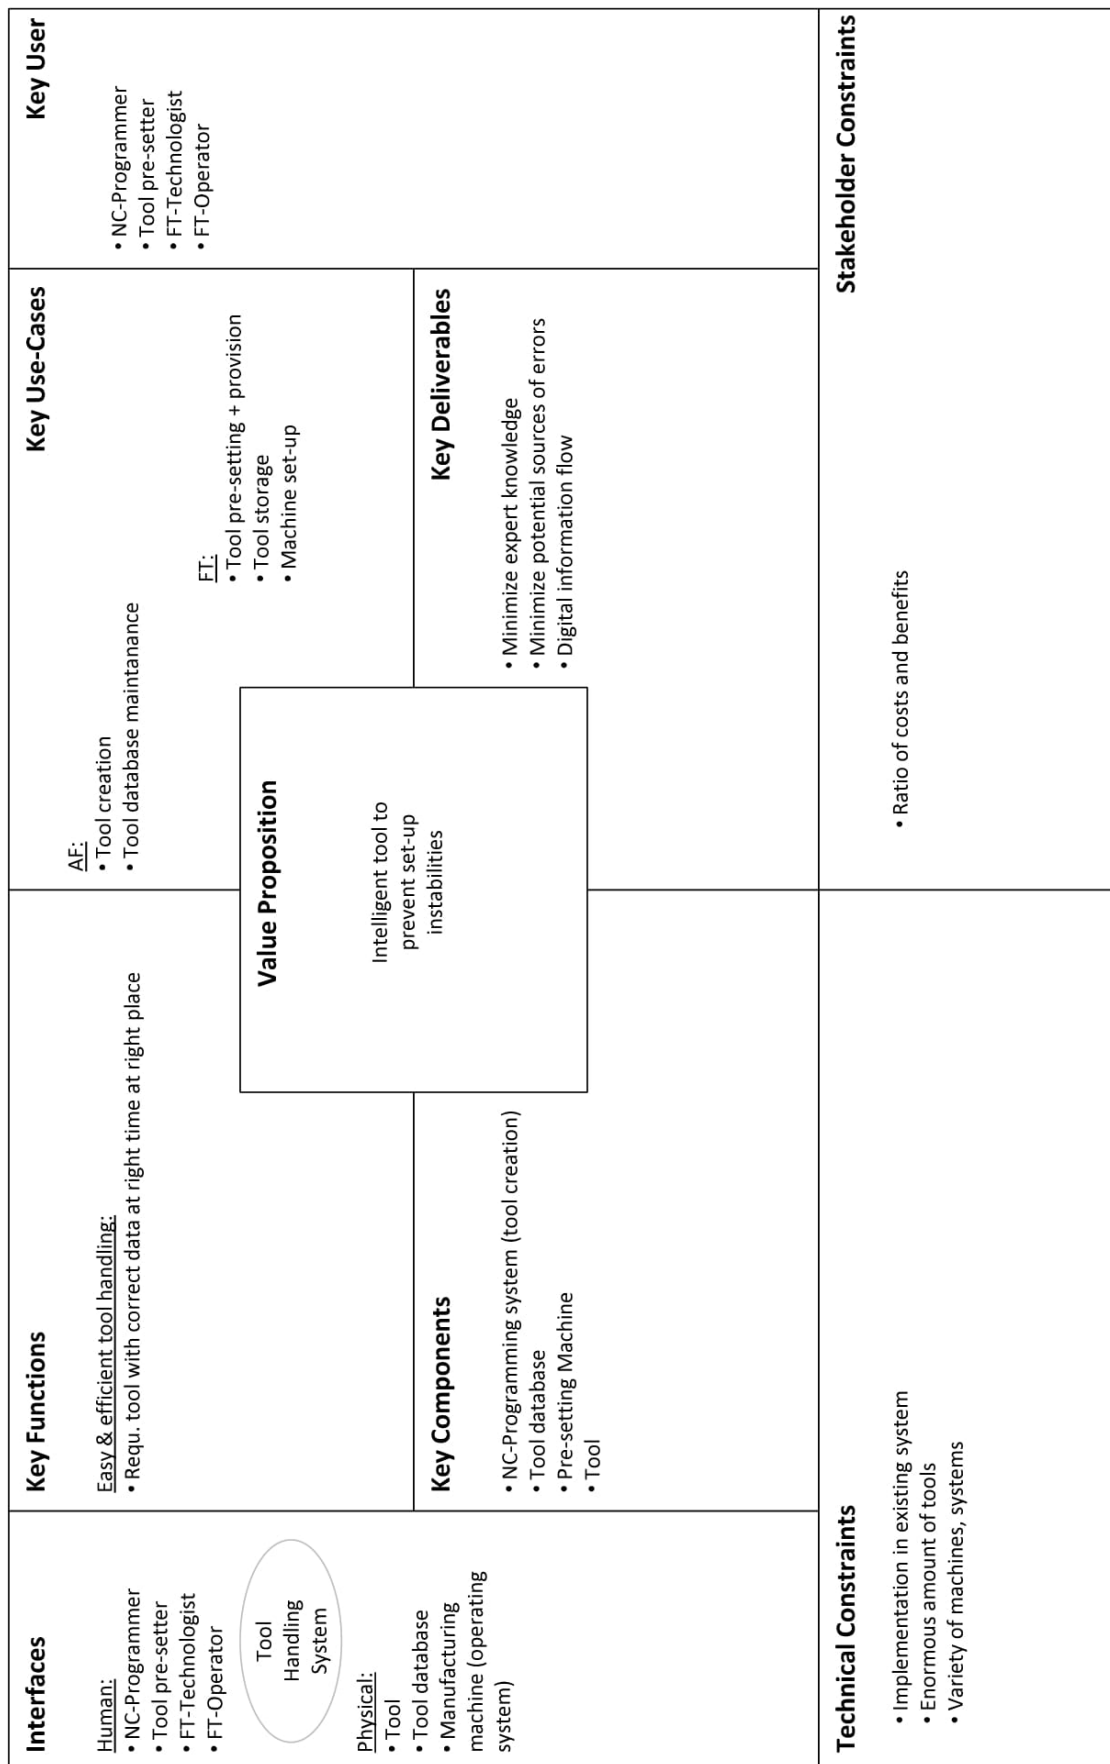 Interfaces
Human:
• NC-Programmer
• Tool pre-setter
• FT-Technologist
• FT-Operator
Tool
Handling
System
Physical:
• Tool
• Tool database
• Manufacturing
machine (operating
system)
Key Functions
Easy & efficient tool handling:
• Requ. tool with correct data at right time at right place
Key Components
• NC-Programming system (tool creation)
• Tool database
• Pre-setting Machine
• Tool
Value Proposition
Intelligent tool to
prevent set-up
instabilities
Key Use-Cases
AF:
• Tool creation
• Tool database maintanance
FT:
• Tool pre-setting + provision
• Tool storage
• Machine set-up
Key Deliverables
• Minimize expert knowledge
• Minimize potential sources of errors
• Digital information flow
Key User
• NC-Programmer
• Tool pre-setter
• FT-Technologist
• FT-Operator
Technical Constraints
• Implementation in existing system
• Enormous amount of tools
• Variety of machines, systems
Stakeholder Constraints
• Ratio of costs and benefits